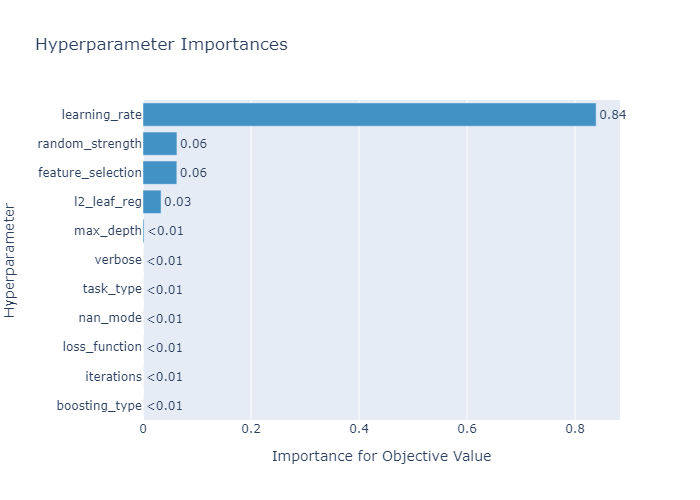 Hyperparameter Importances
Hyperparameter
learning_rate 0.84
random_strength 0.06
feature_selection 0.06
l2_leaf_reg 0.03
max_depth <0.01
verbose <0.01
task_type <0.01
nan_mode <0.01
loss_function <0.01
iterations <0.01
boosting_type <0.01
0 0.2 0.4 0.6 0.8
Importance for Objective Value